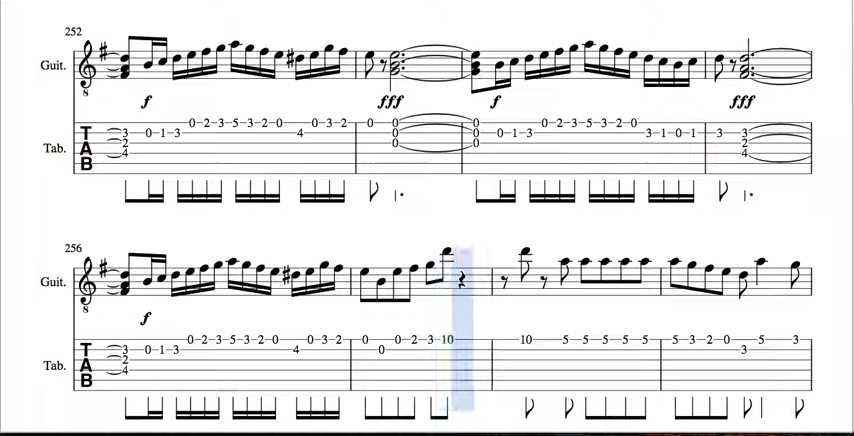 252
Guit.
8
f fff f fff
0 2 3 5 3 2 0 0 3 2 0 0 0 0 2 3 5 3 2 0
Tab. T 3 0 1 3 4 0 0 0 1 3 3 1 0 1 3 3
A 2 0 0 2
B 4 4
256
Guit.
8
f
0 2 3 5 3 2 0 0 3 2 0 0 2 3 10 10 5 5 5 5 5 5 3 2 0 5 3
Tab. T 3 0 1 3 4 0 3
A 2
B 4